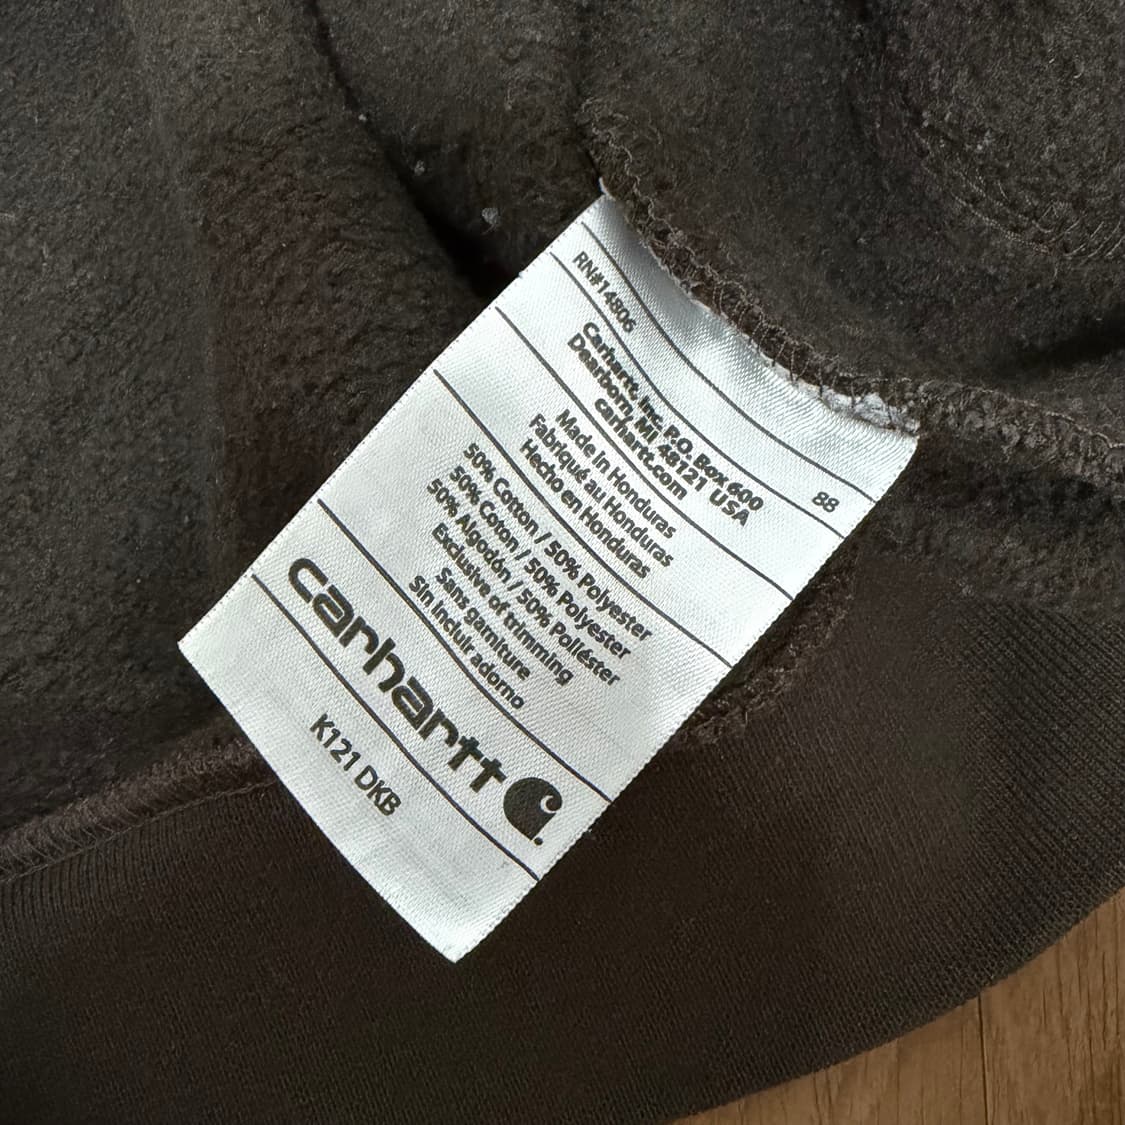 RN#14806
88
Carhartt, Inc. P.O. Box 600
Dearborn, MI 48121 USA
carhartt.com
Made in Honduras
Fabriqué au Honduras
Hecho en Honduras
50% Cotton / 50% Polyester
50% Coton / 50% Polyester
50% Algodón / 50% Poliéster
Exclusive of trimming
Sans garniture
Sin incluir adorno
carhartt
K121 DKB